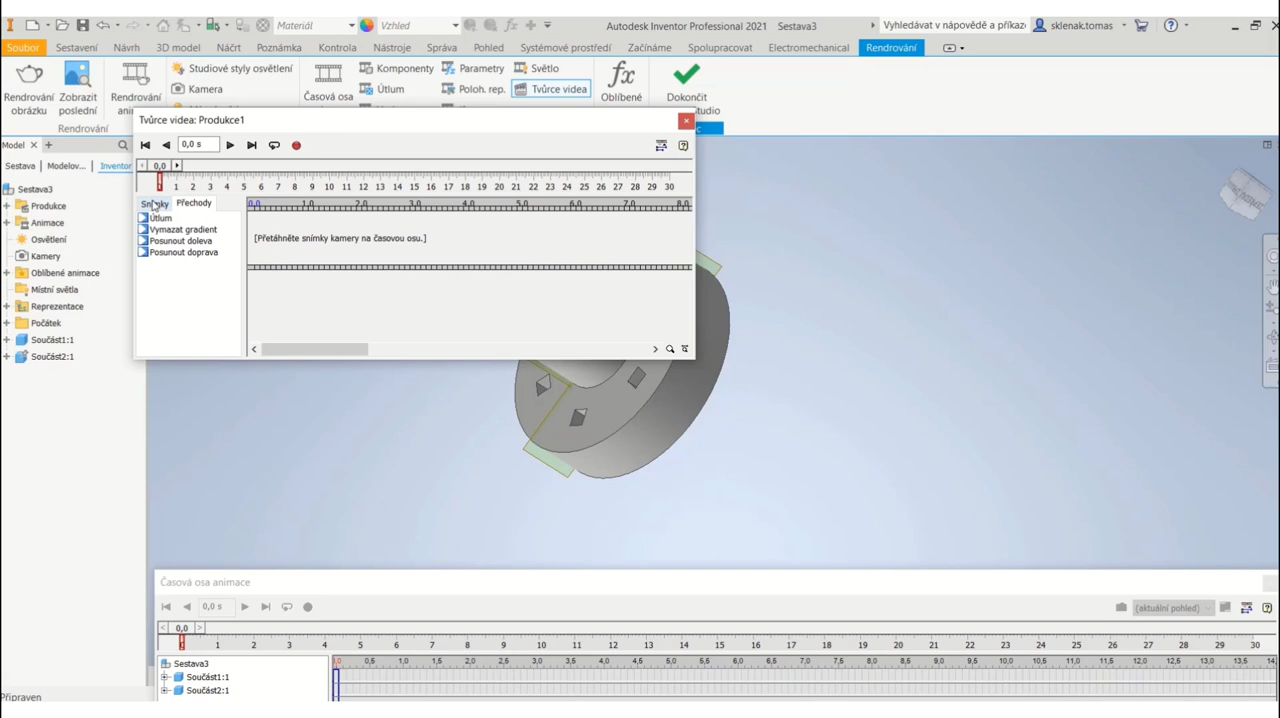 Materiál
Vzhled
Autodesk Inventor Professional 2021 Sestava3
Vyhledávat v nápovědě a příkaz
sklenak.tomas
Soubor Sestavení Návrh 3D model Náčrt Poznámka Kontrola Nástroje Správa Pohled Systémové prostředí Začínáme Spolupracovat Electromechanical Rendrování
Studiové styly osvětlení Komponenty Parametry Světlo
Kamera Útlum Poloh. rep. Tvůrce videa
Rendrování obrázku
Zobrazit poslední
Rendrování ani
Časová osa
Oblíbené
Dokončit
Studio
Rendrování
Tvůrce videa: Produkce1
0,0 s
0,0
1 2 3 4 5 6 7 8 9 10 11 12 13 14 15 16 17 18 19 20 21 22 23 24 25 26 27 28 29 30
Snímky Přechody
0,0 1,0 2,0 3,0 4,0 5,0 6,0 7,0 8,0
Útlum
Vymazat gradient
Posunout doleva
Posunout doprava
[Přetáhněte snímky kamery na časovou osu.]
Model
Sestava Modelov... Inventor
Sestava3
Produkce
Animace
Osvětlení
Kamery
Oblíbené animace
Místní světla
Reprezentace
Počátek
Součást1:1
Součást2:1
Časová osa animace
0,0 s
(aktuální pohled)
0,0
1 2 3 4 5 6 7 8 9 10 11 12 13 14 15 16 17 18 19 20 21 22 23 24 25 26 27 28 29 30
Sestava3
0,5 1,0 1,5 2,0 2,5 3,0 3,5 4,0 4,5 5,0 5,5 6,0 6,5 7,0 7,5 8,0 8,5 9,0 9,5 10,0 10,5 11,0 11,5 12,0 12,5 13,0 13,5 14,
Součást1:1
Součást2:1
Připraven